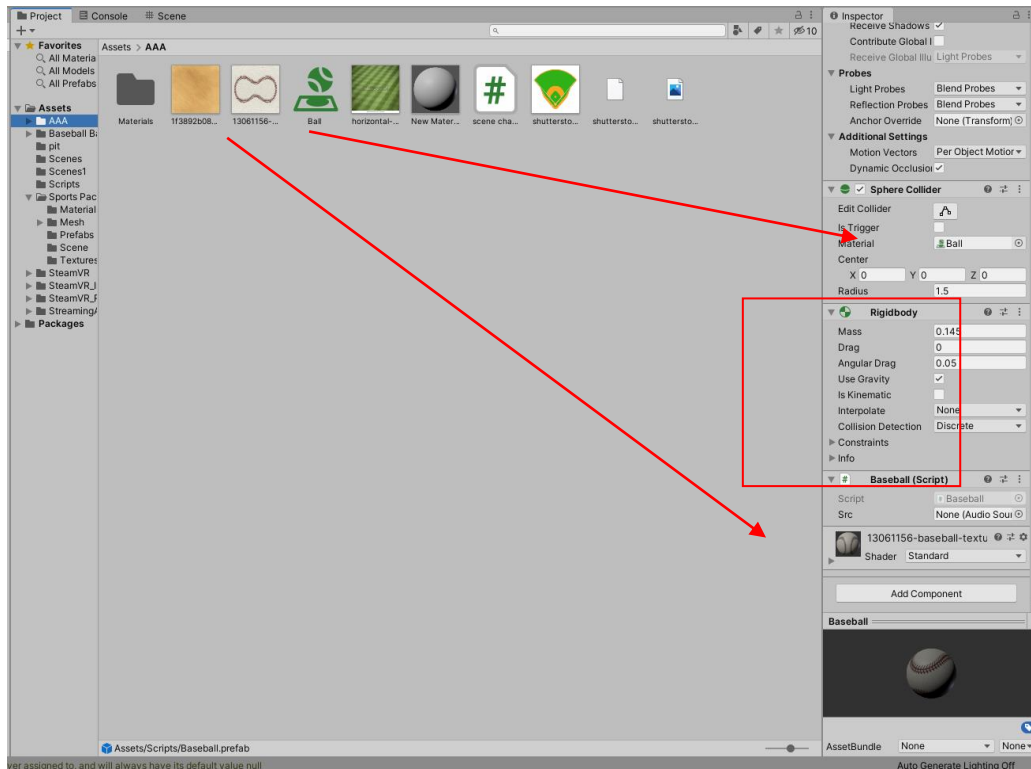 Project
Console
Scene
Inspector
10
Favorites
All Materia
All Models
All Prefabs
Assets
AAA
Baseball Ba
pit
Scenes
Scenes1
Scripts
Sports Pac
Material
Mesh
Prefabs
Scene
Textures
SteamVR
SteamVR_I
SteamVR_F
StreamingA
Packages
Assets > AAA
Materials
1f3892b08...
13061156-...
Ball
horizontal-...
New Mater...
scene cha...
shuttersto...
shuttersto...
shuttersto...
Assets/Scripts/Baseball.prefab
Receive Shadows
Contribute Global I
Receive Global Illu Light Probes
Probes
Light Probes Blend Probes
Reflection Probes Blend Probes
Anchor Override None (Transform)
Additional Settings
Motion Vectors Per Object Motion
Dynamic Occlusion
Sphere Collider
Edit Collider
Is Trigger
Material Ball
Center
X 0 Y 0 Z 0
Radius 1.5
Rigidbody
Mass 0.145
Drag 0
Angular Drag 0.05
Use Gravity
Is Kinematic
Interpolate None
Collision Detection Discrete
Constraints
Info
# Baseball (Script)
Script Baseball
Src None (Audio Sour
13061156-baseball-textu
Shader Standard
Add Component
Baseball
AssetBundle None None
ver assigned to, and will always have its default value null
Auto Generate Lighting Off